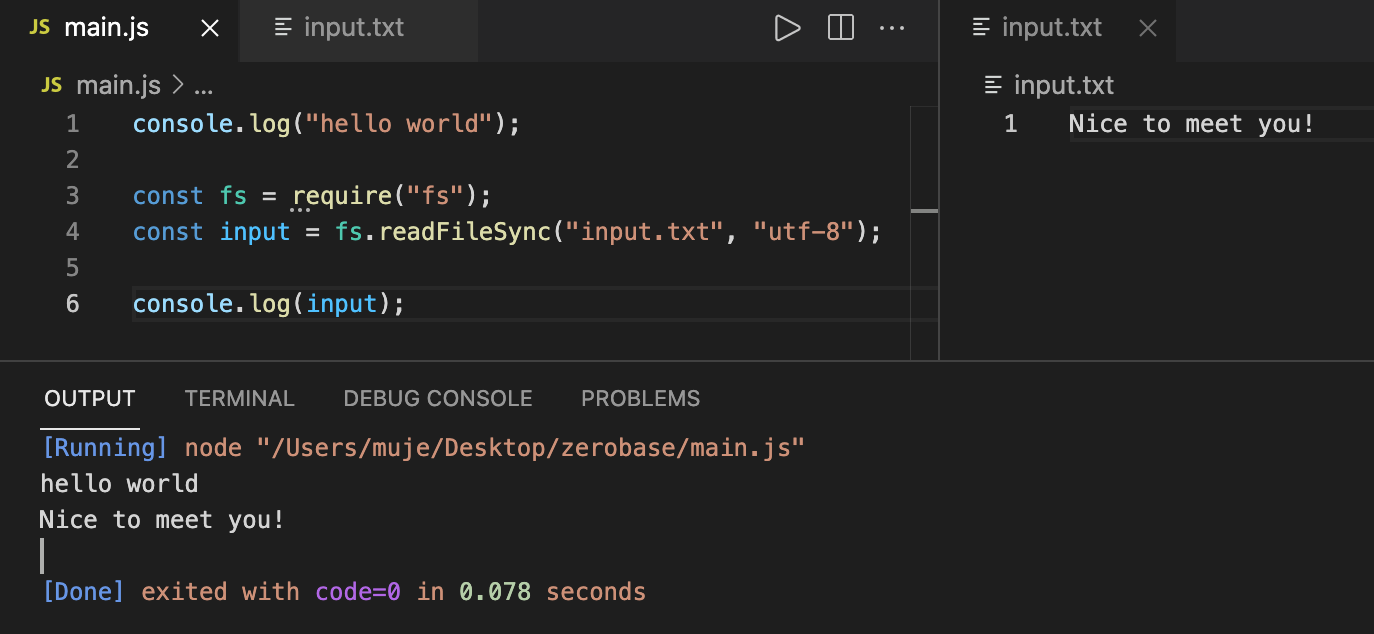 JS main.js
input.txt
JS main.js > ...
1 console.log("hello world");
2
3 const fs = require("fs");
4 const input = fs.readFileSync("input.txt", "utf-8");
5
6 console.log(input);
input.txt
input.txt
1 Nice to meet you!
OUTPUT TERMINAL DEBUG CONSOLE PROBLEMS
[Running] node "/Users/muje/Desktop/zerobase/main.js"
hello world
Nice to meet you!
[Done] exited with code=0 in 0.078 seconds